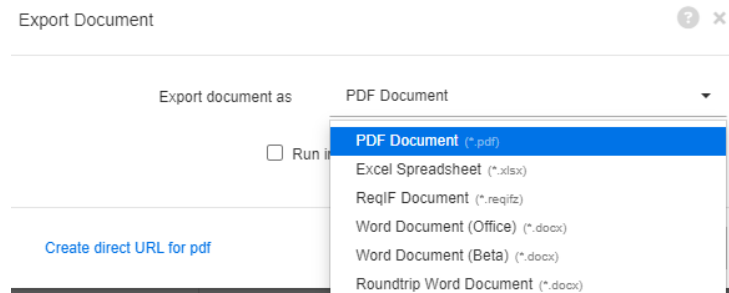 Export Document
Export document as PDF Document
PDF Document (*.pdf)
Run
Excel Spreadsheet (*.xlsx)
ReqIF Document (*.reqifz)
Word Document (Office) (*.docx)
Create direct URL for pdf
Word Document (Beta) (*.docx)
Roundtrip Word Document (*.docx)